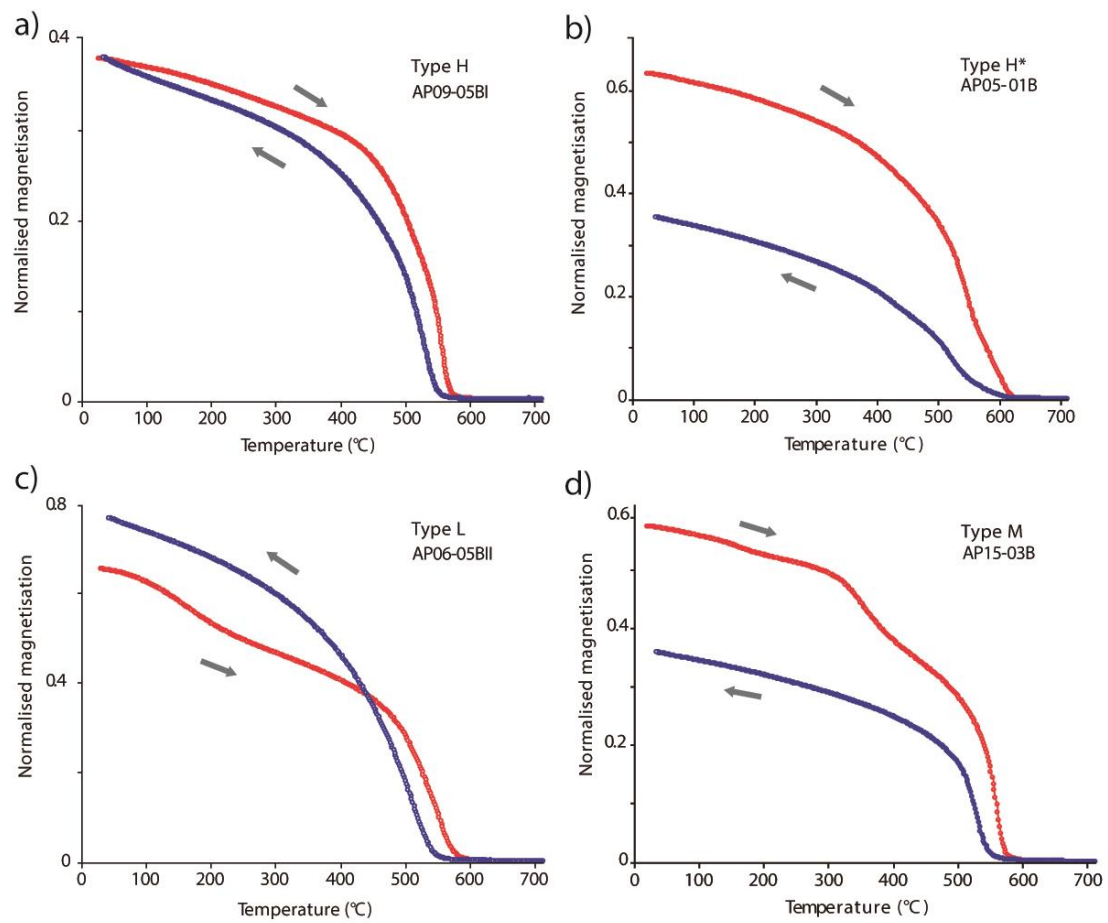 a)
Type H
AP09-05BI
Normalised magnetisation
0.4
0.2
0
0 100 200 300 400 500 600 700
Temperature (°C)
b)
Type H*
AP05-01B
Normalised magnetisation
0.6
0.4
0.2
0
0 100 200 300 400 500 600 700
Temperature (°C)
c)
Type L
AP06-05BII
Normalised magnetisation
0.8
0.4
0
0 100 200 300 400 500 600 700
Temperature (°C)
d)
Type M
AP15-03B
Normalised magnetisation
0.6
0.4
0.2
0
0 100 200 300 400 500 600 700
Temperature (°C)